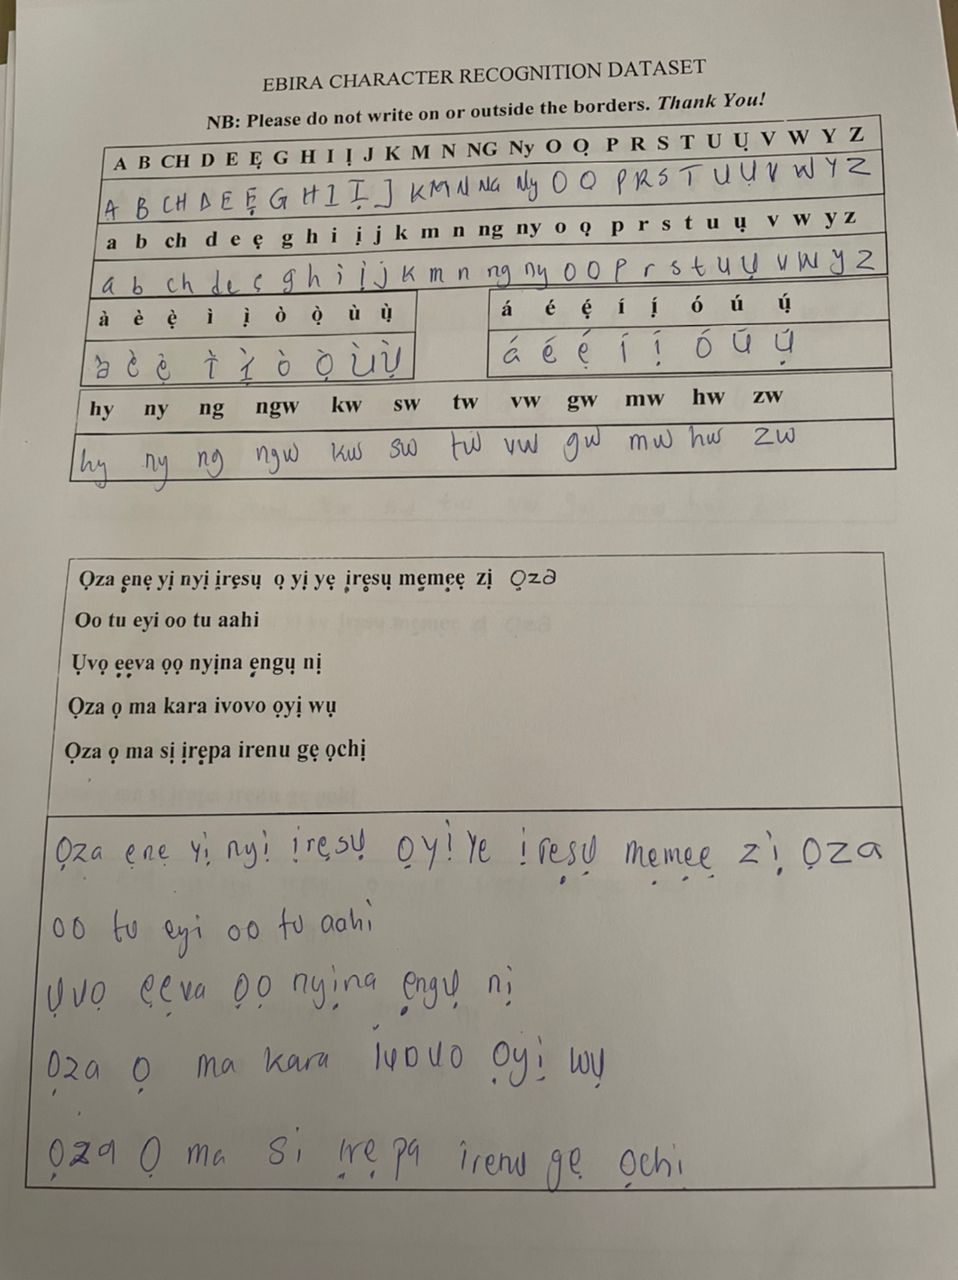 EBIRA CHARACTER RECOGNITION DATASET
NB: Please do not write on or outside the borders. Thank You!
A B CH D E Ẹ G H I Ị J K M N NG Ny O Ọ P R S T U Ụ V W Y Z
A B CH D E Ẹ G H I Ị J K M N NG Ny O O P R S T U Ụ V W Y Z
a b ch d e ẹ g h i ị j k m n ng ny o ọ p r s t u ụ v w y z
a b ch d e ẹ g h i ị j k m n ng ny o o p r s t u ụ v w y z
à è ẹ̀ ì ị̀ ò ọ̀ ù ụ̀ á é ẹ́ í ị́ ó ú ụ́
à è ẹ̀ ì ị̀ ò ọ̀ ù ụ̀ á é ẹ́ í ị́ ó ú ụ́
hy ny ng ngw kw sw tw vw gw mw hw zw
hy ny ng ngw kw sw tw vw gw mw hw zw
Ọza ẹnẹ yị nyị ịrẹsụ ọ yị yẹ ịrẹsụ mẹmẹẹ zị ọza
Oo tu eyi oo tu aahi
Ụvọ ẹẹva ọọ nyịna ẹngụ nị
Ọza ọ ma kara ivovo ọyị wụ
Ọza ọ ma sị ịrẹpa irenu gẹ ọchị
Ọza ẹnẹ yị nyị ịrẹsụ ọyị ye ịresụ mẹmẹẹ zị ọza
oo tu eyi oo tu aahi
Ụvọ ẹẹva ọọ nyịna ẹngụ nị
Ọza ọ ma kara ivovo ọyị wụ
Ọza ọ ma si ịrẹpa irenu gẹ ọchị